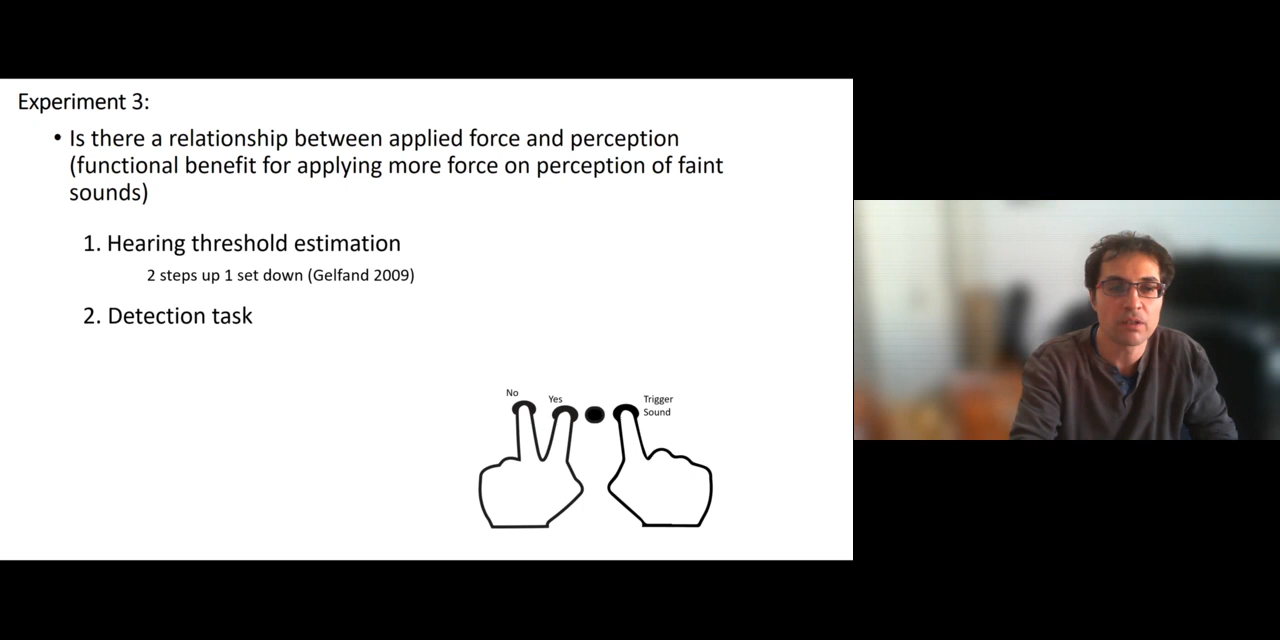 Experiment 3:
• Is there a relationship between applied force and perception
(functional benefit for applying more force on perception of faint
sounds)
1. Hearing threshold estimation
2 steps up 1 set down (Gelfand 2009)
2. Detection task
No
Yes
Trigger
Sound